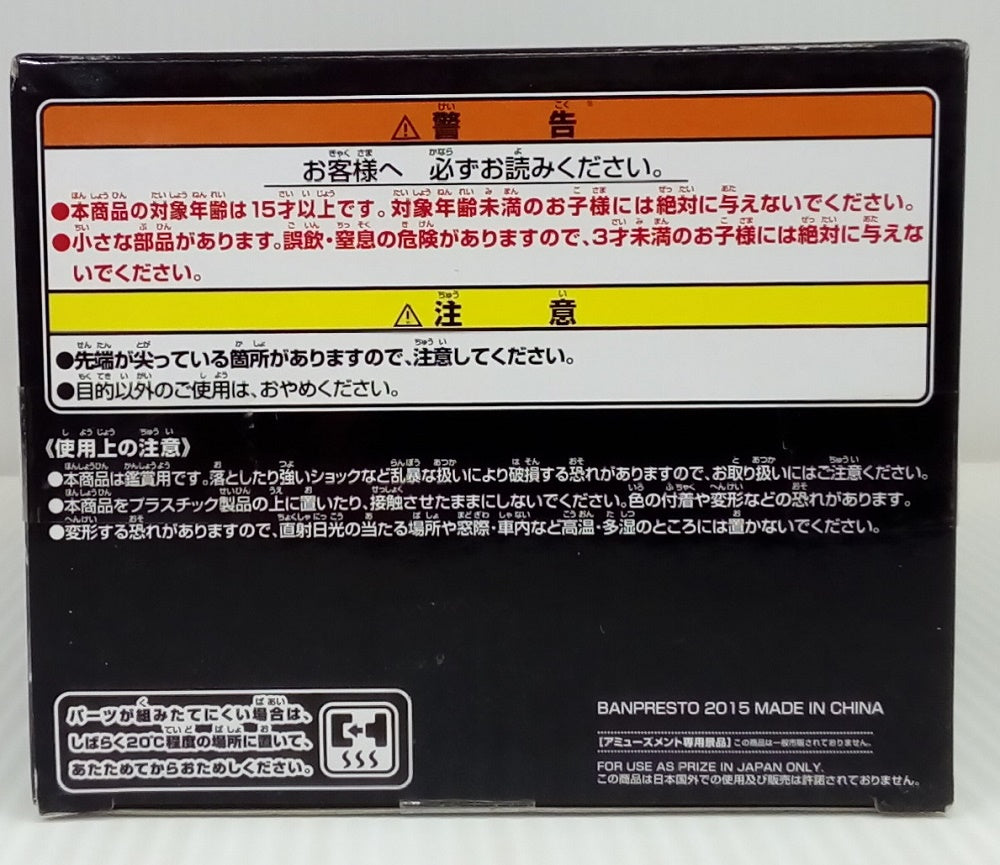 ⚠警告
お客様へ 必ずお読みください。
●本商品の対象年齢は15才以上です。対象年齢未満のお子様には絶対に与えないでください。
●小さな部品があります。誤飲・窒息の危険がありますので、3才未満のお子様には絶対に与えな
いでください。
⚠注意
●先端が尖っている箇所がありますので、注意してください。
●目的以外のご使用は、おやめください。
《使用上の注意》
●本商品は鑑賞用です。落としたり強いショックなど乱暴な扱いにより破損する恐れがありますので、お取り扱いにはご注意ください。
●本商品をプラスチック製品の上に置いたり、接触させたままにしないでください。色の付着や変形などの恐れがあります。
●変形する恐れがありますので、直射日光の当たる場所や窓際・車内など高温・多湿のところには置かないでください。
パーツが組みたてにくい場合は、
しばらく20℃程度の場所に置いて、
あたためてからおためしください。
BANPRESTO 2015 MADE IN CHINA
【アミューズメント専用景品】この商品は一般市販されておりません。
FOR USE AS PRIZE IN JAPAN ONLY.
この商品は日本国外での使用及び販売は許諾されておりません。